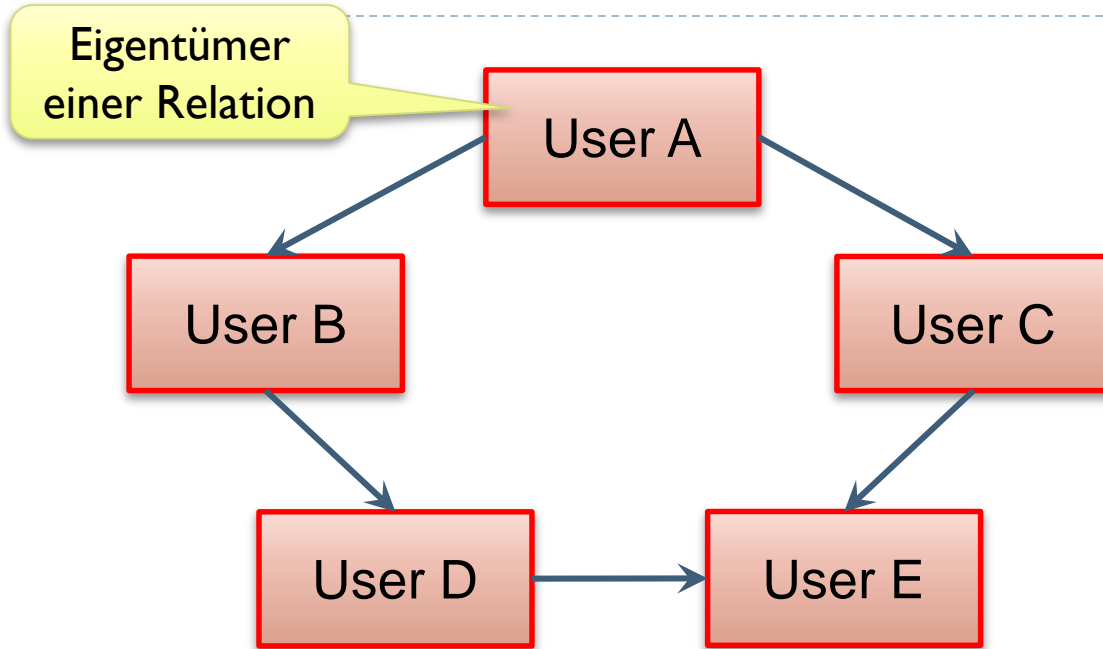 Eigentümer
einer Relation
User A
User B
User C
User D
User E